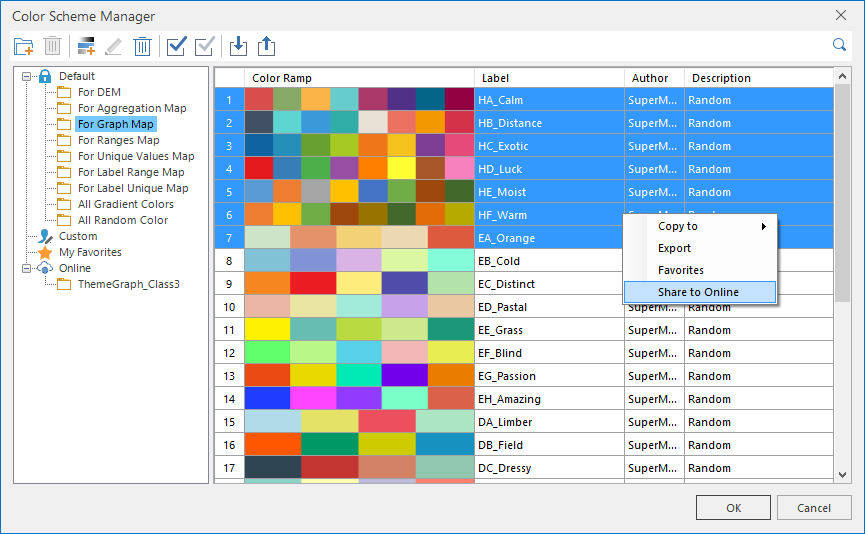 Color Scheme Manager
Default
For DEM
For Aggregation Map
For Graph Map
For Ranges Map
For Unique Values Map
For Label Range Map
For Label Unique Map
All Gradient Colors
All Random Color
Custom
My Favorites
Online
ThemeGraph_Class3
Color Ramp Label Author Description
1 HA_Calm SuperM... Random
2 HB_Distance SuperM... Random
3 HC_Exotic SuperM... Random
4 HD_Luck SuperM... Random
5 HE_Moist SuperM... Random
6 HF_Warm SuperM... Random
7 EA_Orange
8 EB_Cold
9 EC_Distinct
10 ED_Pastal SuperM... Random
11 EE_Grass SuperM... Random
12 EF_Blind SuperM... Random
13 EG_Passion SuperM... Random
14 EH_Amazing SuperM... Random
15 DA_Limber SuperM... Random
16 DB_Field SuperM... Random
17 DC_Dressy SuperM... Random
Copy to
Export
Favorites
Share to Online
OK Cancel